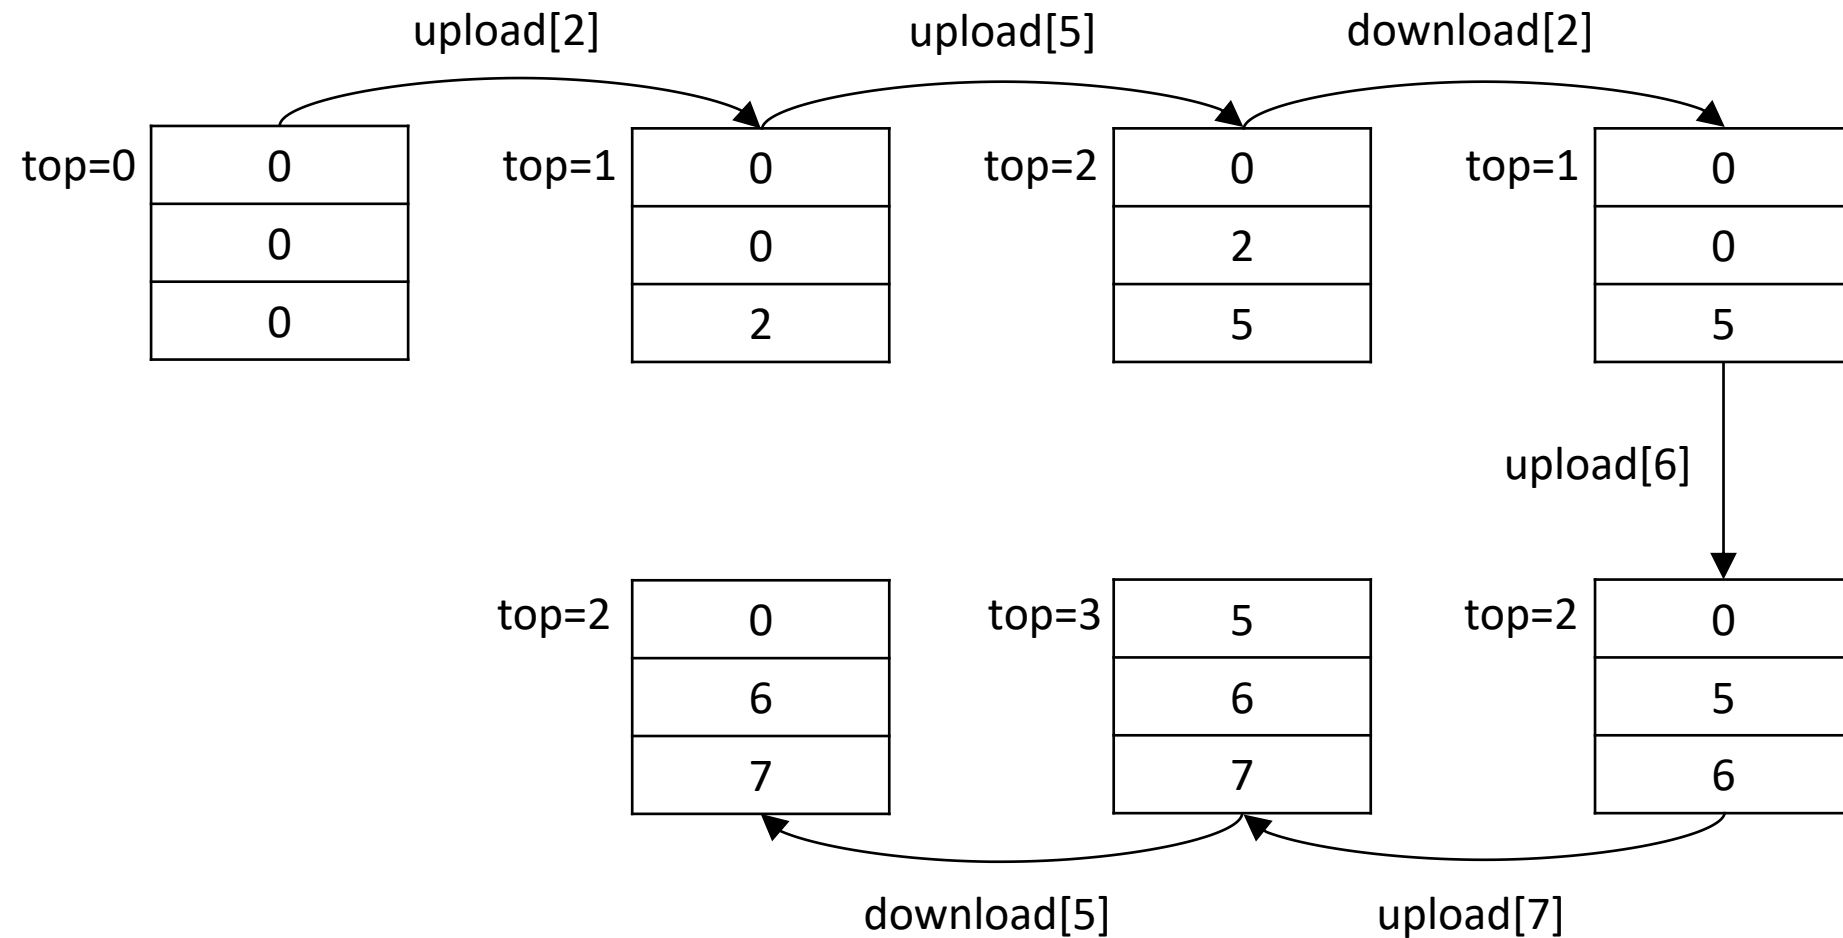 upload[2] upload[5] download[2]
top=0 0 top=1 0 top=2 0 top=1 0
0 0 2 0
0 2 5 5
upload[6]
top=2 0 top=3 5 top=2 0
6 6 5
7 7 6
download[5] upload[7]